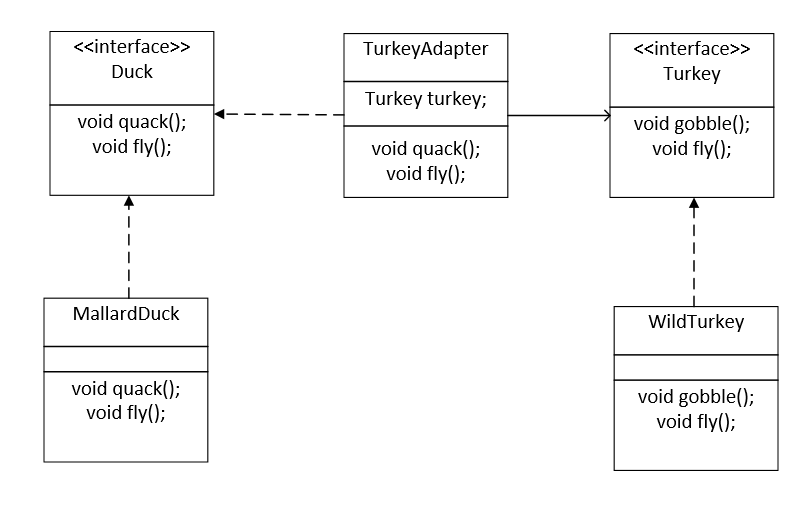 <<interface>>
Duck
void quack();
void fly();
TurkeyAdapter
Turkey turkey;
void quack();
void fly();
<<interface>>
Turkey
void gobble();
void fly();
MallardDuck
void quack();
void fly();
WildTurkey
void gobble();
void fly();